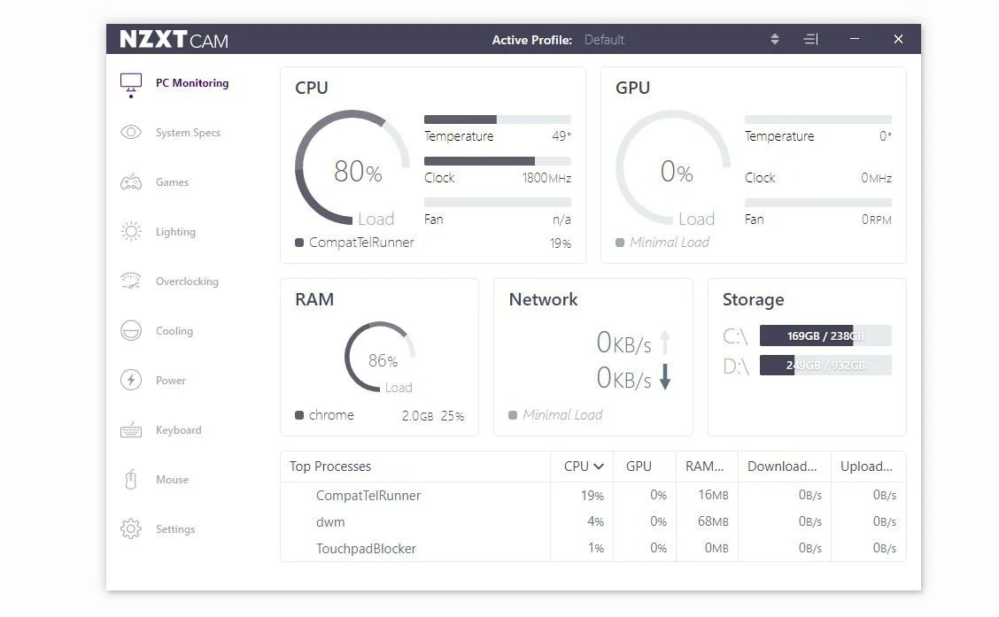 NZXT CAM
Active Profile: Default
PC Monitoring
System Specs
Games
Lighting
Overclocking
Cooling
Power
Keyboard
Mouse
Settings
CPU
80%
Load
Temperature 49°
Clock 1800MHz
Fan n/a
CompatTelRunner 19%
GPU
0%
Load
Temperature 0°
Clock 0MHz
Fan 0RPM
Minimal Load
RAM
86%
Load
chrome 2.0GB 25%
Network
0KB/s
0KB/s
Minimal Load
Storage
C:\ 169GB / 238GB
D:\ 249GB / 932GB
Top Processes CPU GPU RAM... Download... Upload...
CompatTelRunner 19% 0% 16MB 0B/s 0B/s
dwm 4% 0% 68MB 0B/s 0B/s
TouchpadBlocker 1% 0% 0MB 0B/s 0B/s